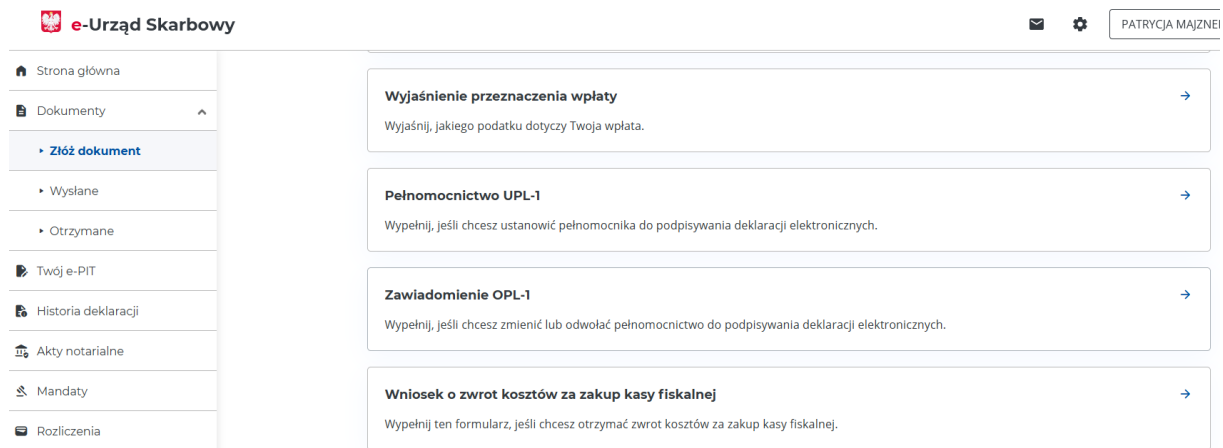 e-Urząd Skarbowy
PATRYCJA MAJZNE
Strona główna
Dokumenty
Złóż dokument
Wysłane
Otrzymane
Twój e-PIT
Historia deklaracji
Akty notarialne
Mandaty
Rozliczenia
Wyjaśnienie przeznaczenia wpłaty
Wyjaśnij, jakiego podatku dotyczy Twoja wpłata.
Pełnomocnictwo UPL-1
Wypełnij, jeśli chcesz ustanowić pełnomocnika do podpisywania deklaracji elektronicznych.
Zawiadomienie OPL-1
Wypełnij, jeśli chcesz zmienić lub odwołać pełnomocnictwo do podpisywania deklaracji elektronicznych.
Wniosek o zwrot kosztów za zakup kasy fiskalnej
Wypełnij ten formularz, jeśli chcesz otrzymać zwrot kosztów za zakup kasy fiskalnej.